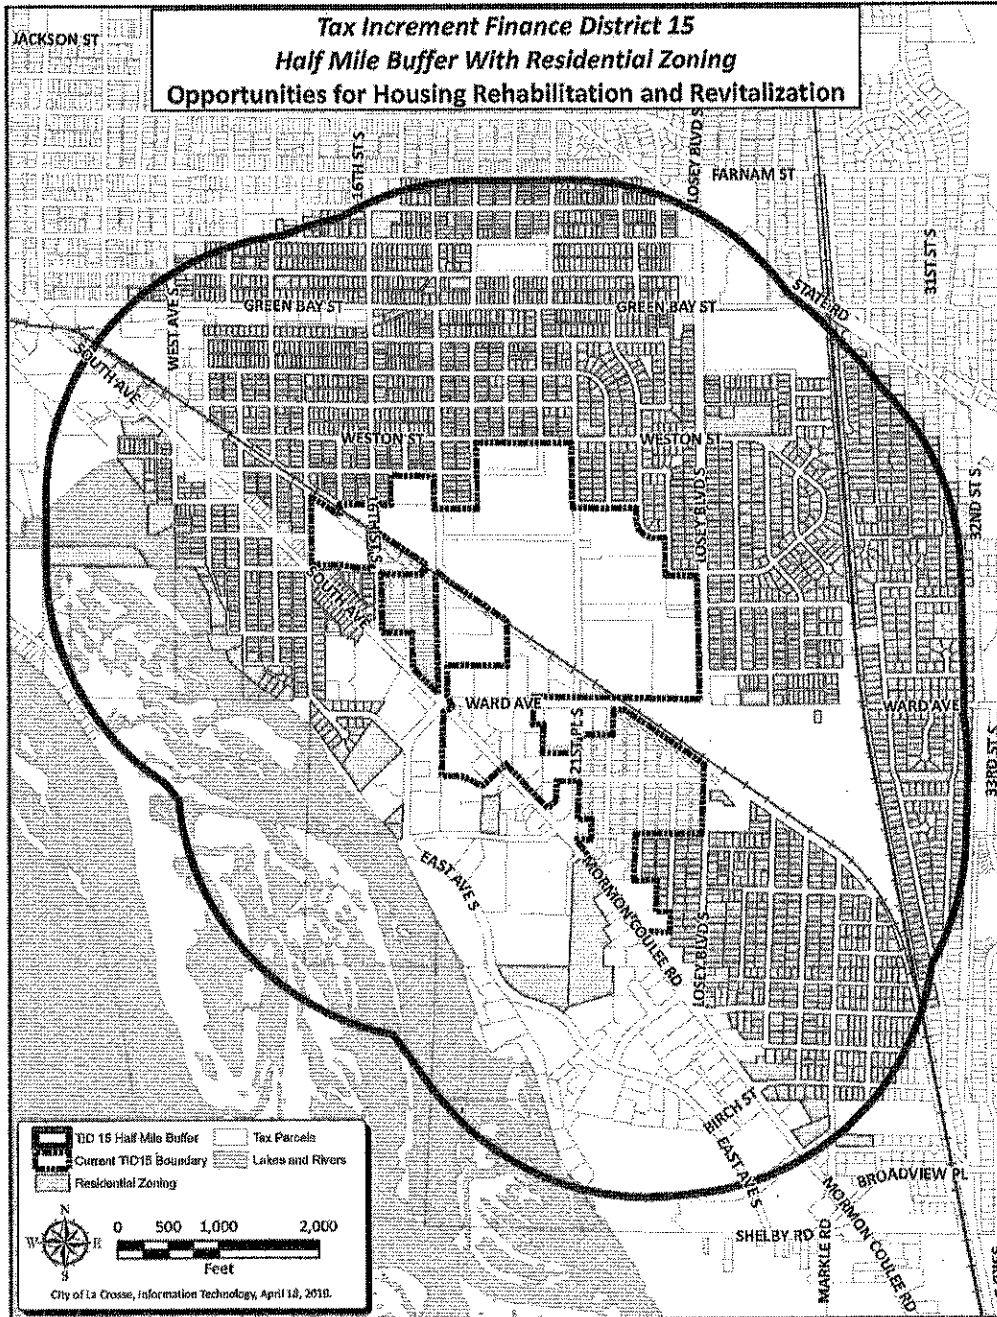 Tax Increment Finance District 15
Half Mile Buffer With Residential Zoning
Opportunities for Housing Rehabilitation and Revitalization
JACKSON ST
16TH ST S
LOSEY BLVD S
FARNAM ST
31ST ST S
STATE RD
WEST AVE S
GREEN BAY ST
GREEN BAY ST
SOUTH AVE
WESTON ST
WESTON ST
LOSEY BLVD S
32ND ST S
16TH ST S
SOUTH AVE
WARD AVE
WARD AVE
21ST PL S
33RD ST S
EAST AVE S
MORMON COULEE RD
LOSEY BLVD S
BIRCH ST
EAST AVE S
BROADVIEW PL
MORMON COULEE RD
SHELBY RD
MARKLE RD
TID 15 Half Mile Buffer
Tax Parcels
Current TID15 Boundary
Lakes and Rivers
Residential Zoning
N
W
E
S
0 500 1,000 2,000
Feet
City of La Crosse, Information Technology, April 18, 2019.